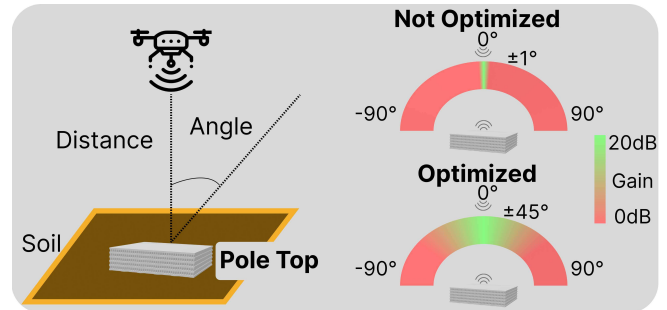 Distance
Angle
Soil
Pole Top
Not Optimized
0°
±1°
-90°
90°
Optimized
0°
±45°
-90°
90°
20dB
Gain
0dB